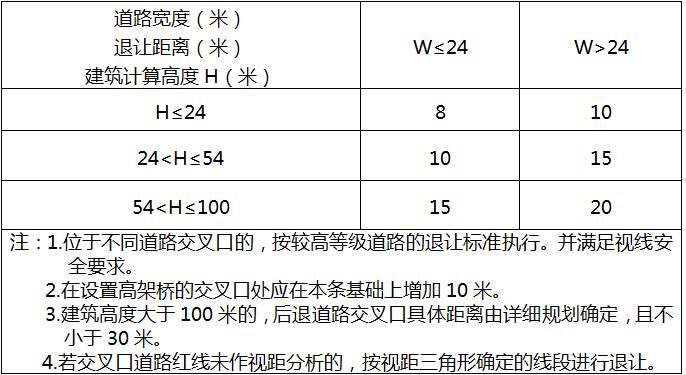 道路宽度（米）
退让距离（米）
建筑计算高度 H（米）
W≤24
W>24
H≤24
8
10
24<H≤54
10
15
54<H≤100
15
20
注：1.位于不同道路交叉口的，按较高等级道路的退让标准执行。并满足视线安
全要求。
2.在设置高架桥的交叉口处应在本条基础上增加 10 米。
3.建筑高度大于 100 米的，后退道路交叉口具体距离由详细规划确定，且不
小于 30 米。
4.若交叉口道路红线未作视距分析的，按视距三角形确定的线段进行退让。